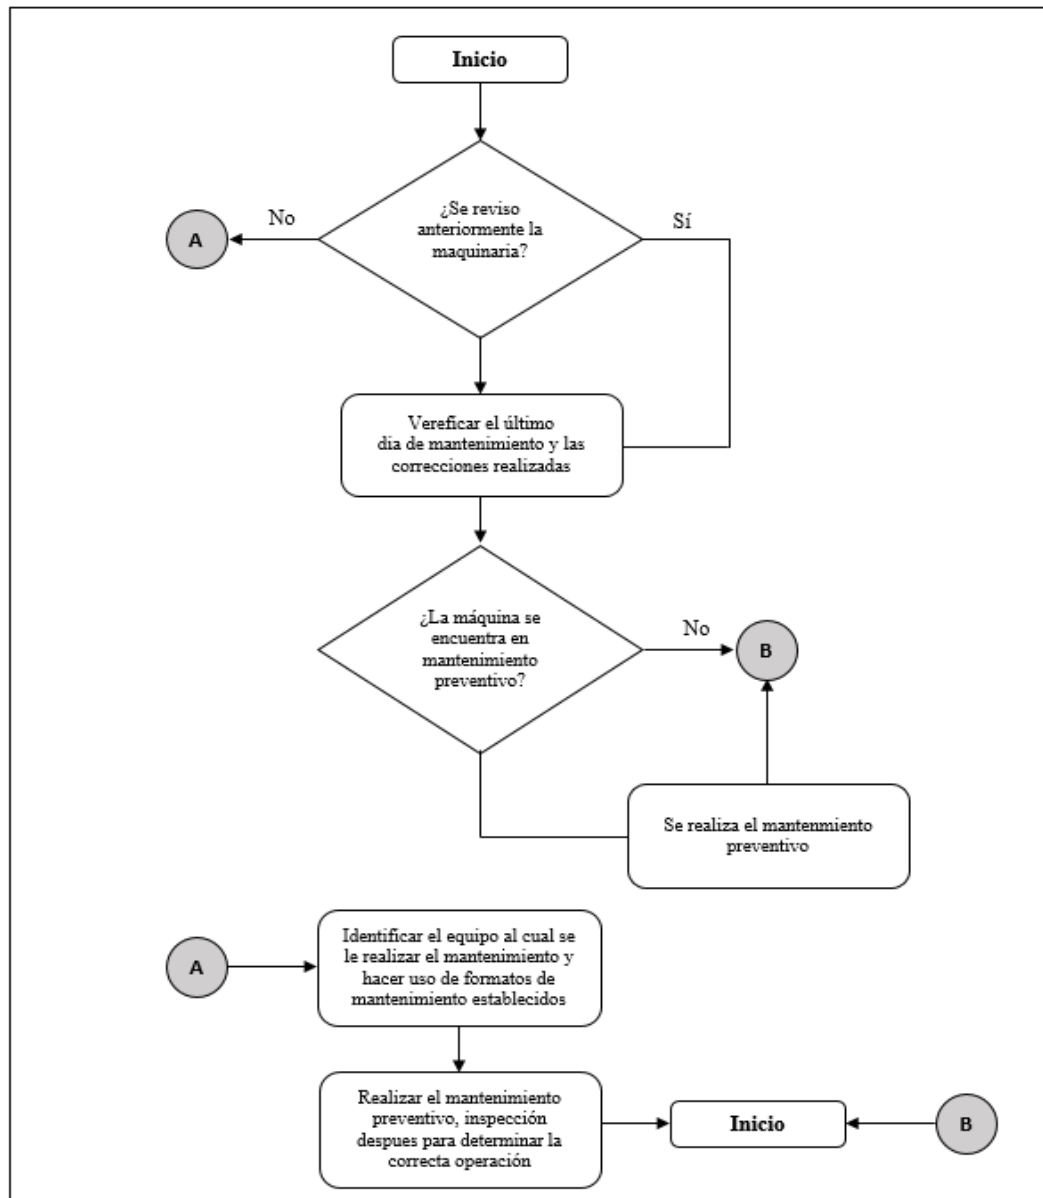 Inicio
¿Se reviso
anteriormente la
maquinaria?
No
Sí
A
Vereficar el último
dia de mantenimiento y las
correcciones realizadas
¿La máquina se
encuentra en
mantenimiento
preventivo?
No
B
Se realiza el mantenmiento
preventivo
A
Identificar el equipo al cual se
le realizar el mantenimiento y
hacer uso de formatos de
mantenimiento establecidos
Realizar el mantenimiento
preventivo, inspección
despues para determinar la
correcta operación
Inicio
B